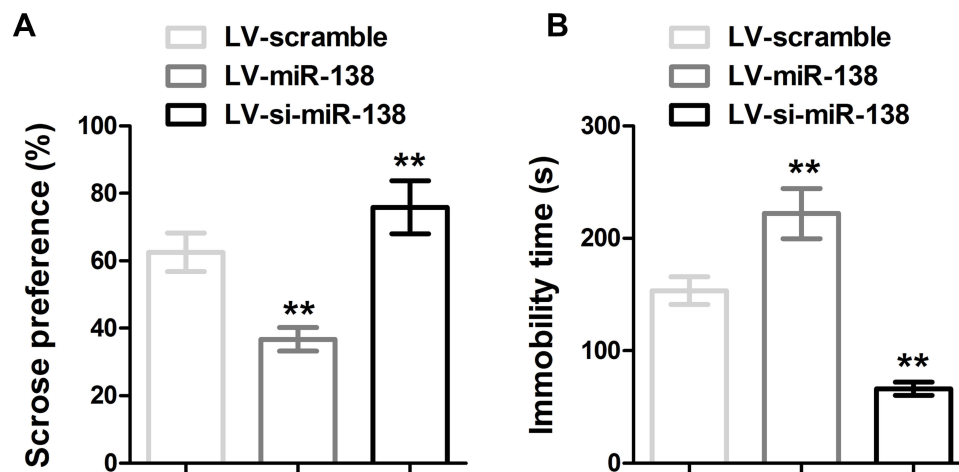 A
LV-scramble
LV-miR-138
LV-si-miR-138
Scrose preference (%)
100
80
60
40
20
0
**
**
B
LV-scramble
LV-miR-138
LV-si-miR-138
Immobility time (s)
300
200
100
0
**
**